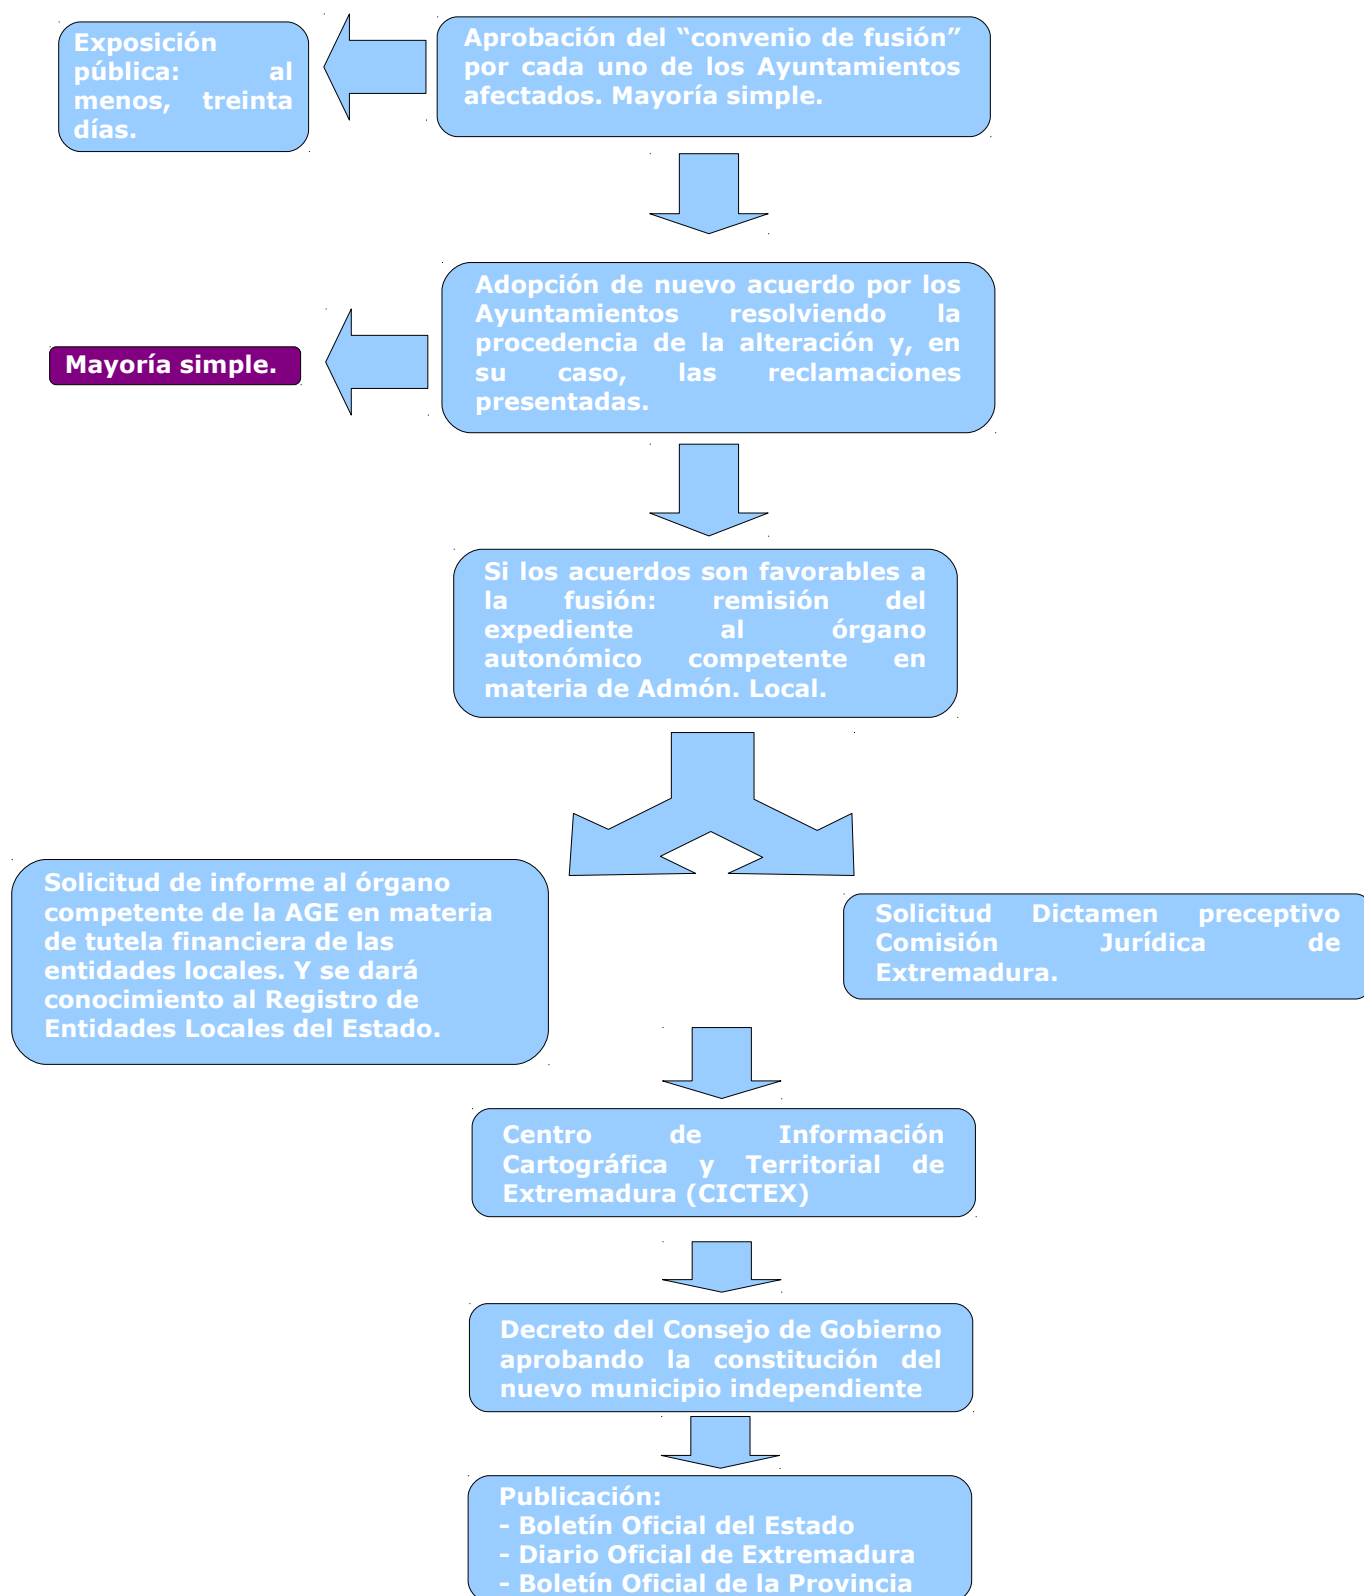 Exposición
pública: al
menos, treinta
días.
Aprobación del “convenio de fusión”
por cada uno de los Ayuntamientos
afectados. Mayoría simple.
Adopción de nuevo acuerdo por los
Ayuntamientos resolviendo la
procedencia de la alteración y, en
su caso, las reclamaciones
presentadas.
Mayoría simple.
Si los acuerdos son favorables a
la fusión: remisión del
expediente al órgano
autonómico competente en
materia de Admón. Local.
Solicitud de informe al órgano
competente de la AGE en materia
de tutela financiera de las
entidades locales. Y se dará
conocimiento al Registro de
Entidades Locales del Estado.
Solicitud Dictamen preceptivo
Comisión Jurídica de
Extremadura.
Centro de Información
Cartográfica y Territorial de
Extremadura (CICTEX)
Decreto del Consejo de Gobierno
aprobando la constitución del
nuevo municipio independiente
Publicación:
- Boletín Oficial del Estado
- Diario Oficial de Extremadura
- Boletín Oficial de la Provincia